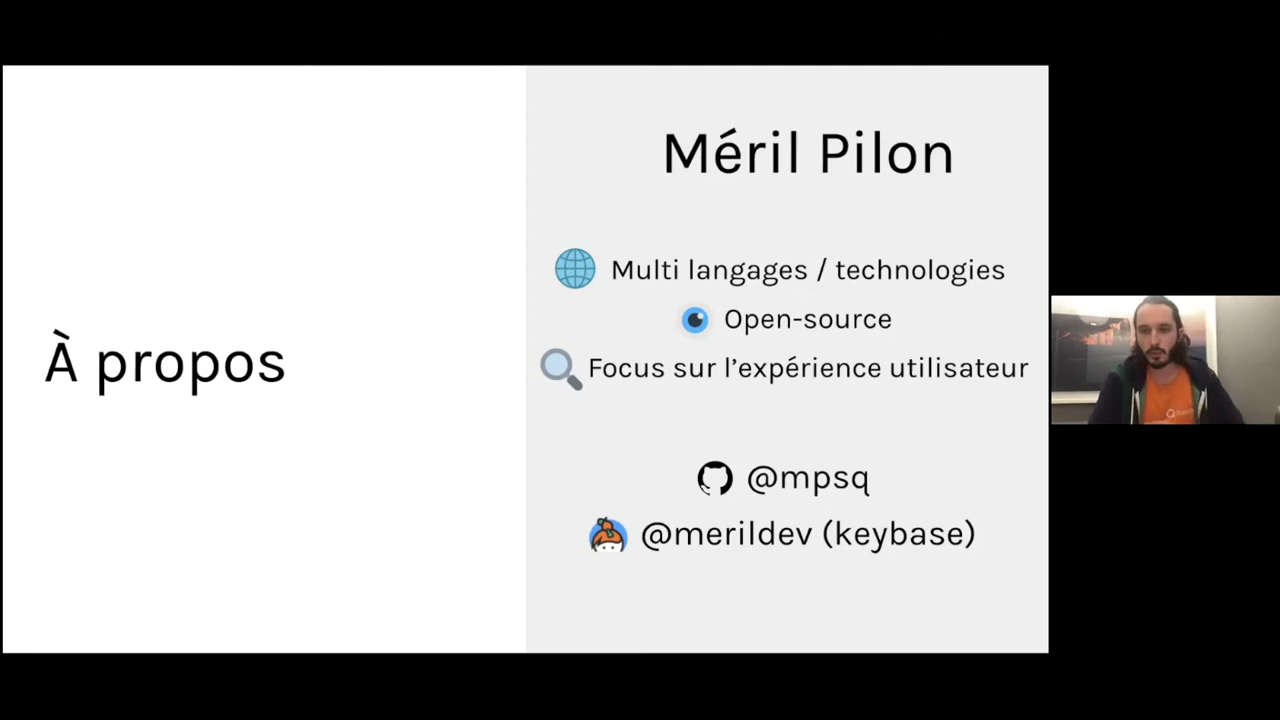 À propos
Méril Pilon
Multi langages / technologies
Open-source
Focus sur l’expérience utilisateur
@mpsq
@merildev (keybase)